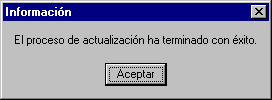 Información
El proceso de actualización ha terminado con éxito.
Aceptar